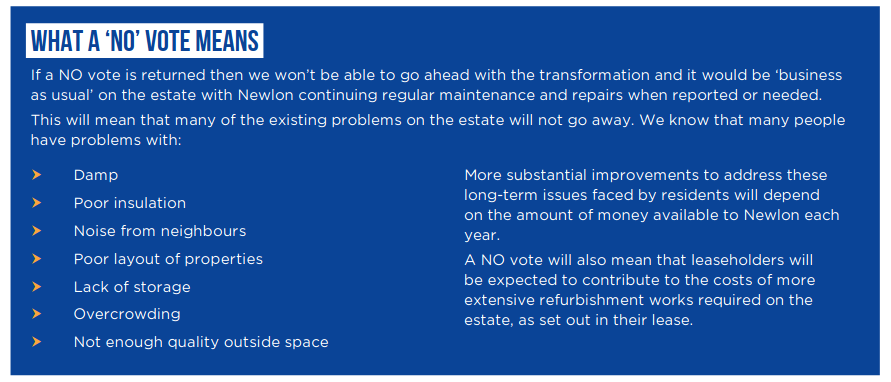 WHAT A ‘NO’ VOTE MEANS
If a NO vote is returned then we won’t be able to go ahead with the transformation and it would be ‘business
as usual’ on the estate with Newlon continuing regular maintenance and repairs when reported or needed.
This will mean that many of the existing problems on the estate will not go away. We know that many people
have problems with:
Damp
Poor insulation
Noise from neighbours
Poor layout of properties
Lack of storage
Overcrowding
Not enough quality outside space
More substantial improvements to address these
long-term issues faced by residents will depend
on the amount of money available to Newlon each
year.
A NO vote will also mean that leaseholders will
be expected to contribute to the costs of more
extensive refurbishment works required on the
estate, as set out in their lease.